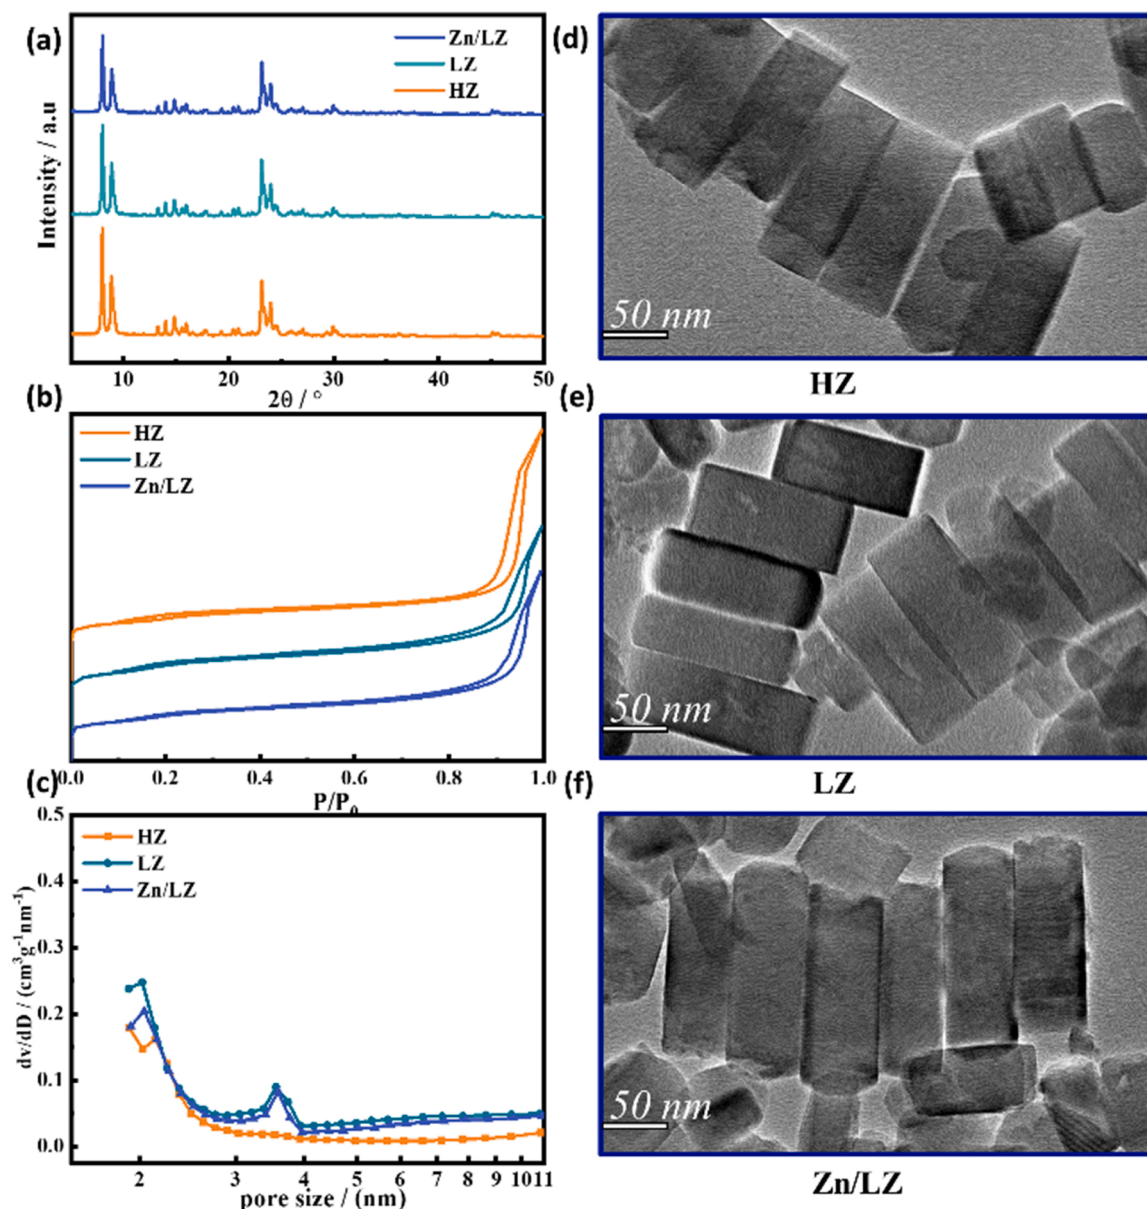 (a)
Zn/LZ
LZ
HZ
Intensity / a.u
10 20 30 40 50
2θ / °
(b)
HZ
LZ
Zn/LZ
0.0 0.2 0.4 0.6 0.8 1.0
P/P₀
(c)
HZ
LZ
Zn/LZ
dv/dD / (cm³g⁻¹nm⁻¹)
0.5
0.4
0.3
0.2
0.1
0.0
2 3 4 5 6 7 8 9 1011
pore size / (nm)
(d)
50 nm
HZ
(e)
50 nm
LZ
(f)
50 nm
Zn/LZ